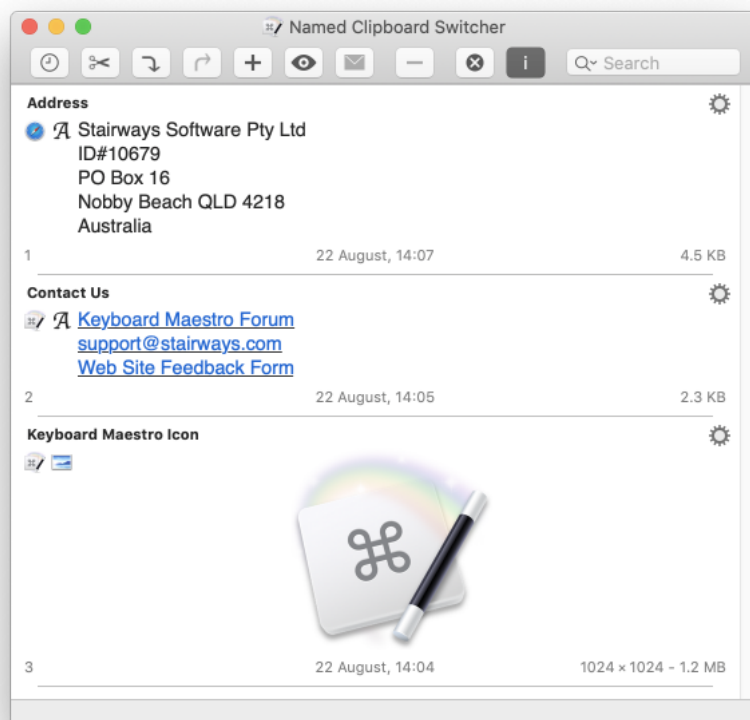 Named Clipboard Switcher
Search
Address
Stairways Software Pty Ltd
ID#10679
PO Box 16
Nobby Beach QLD 4218
Australia
1 22 August, 14:07 4.5 KB
Contact Us
Keyboard Maestro Forum
support@stairways.com
Web Site Feedback Form
2 22 August, 14:05 2.3 KB
Keyboard Maestro Icon
3 22 August, 14:04 1024 × 1024 - 1.2 MB